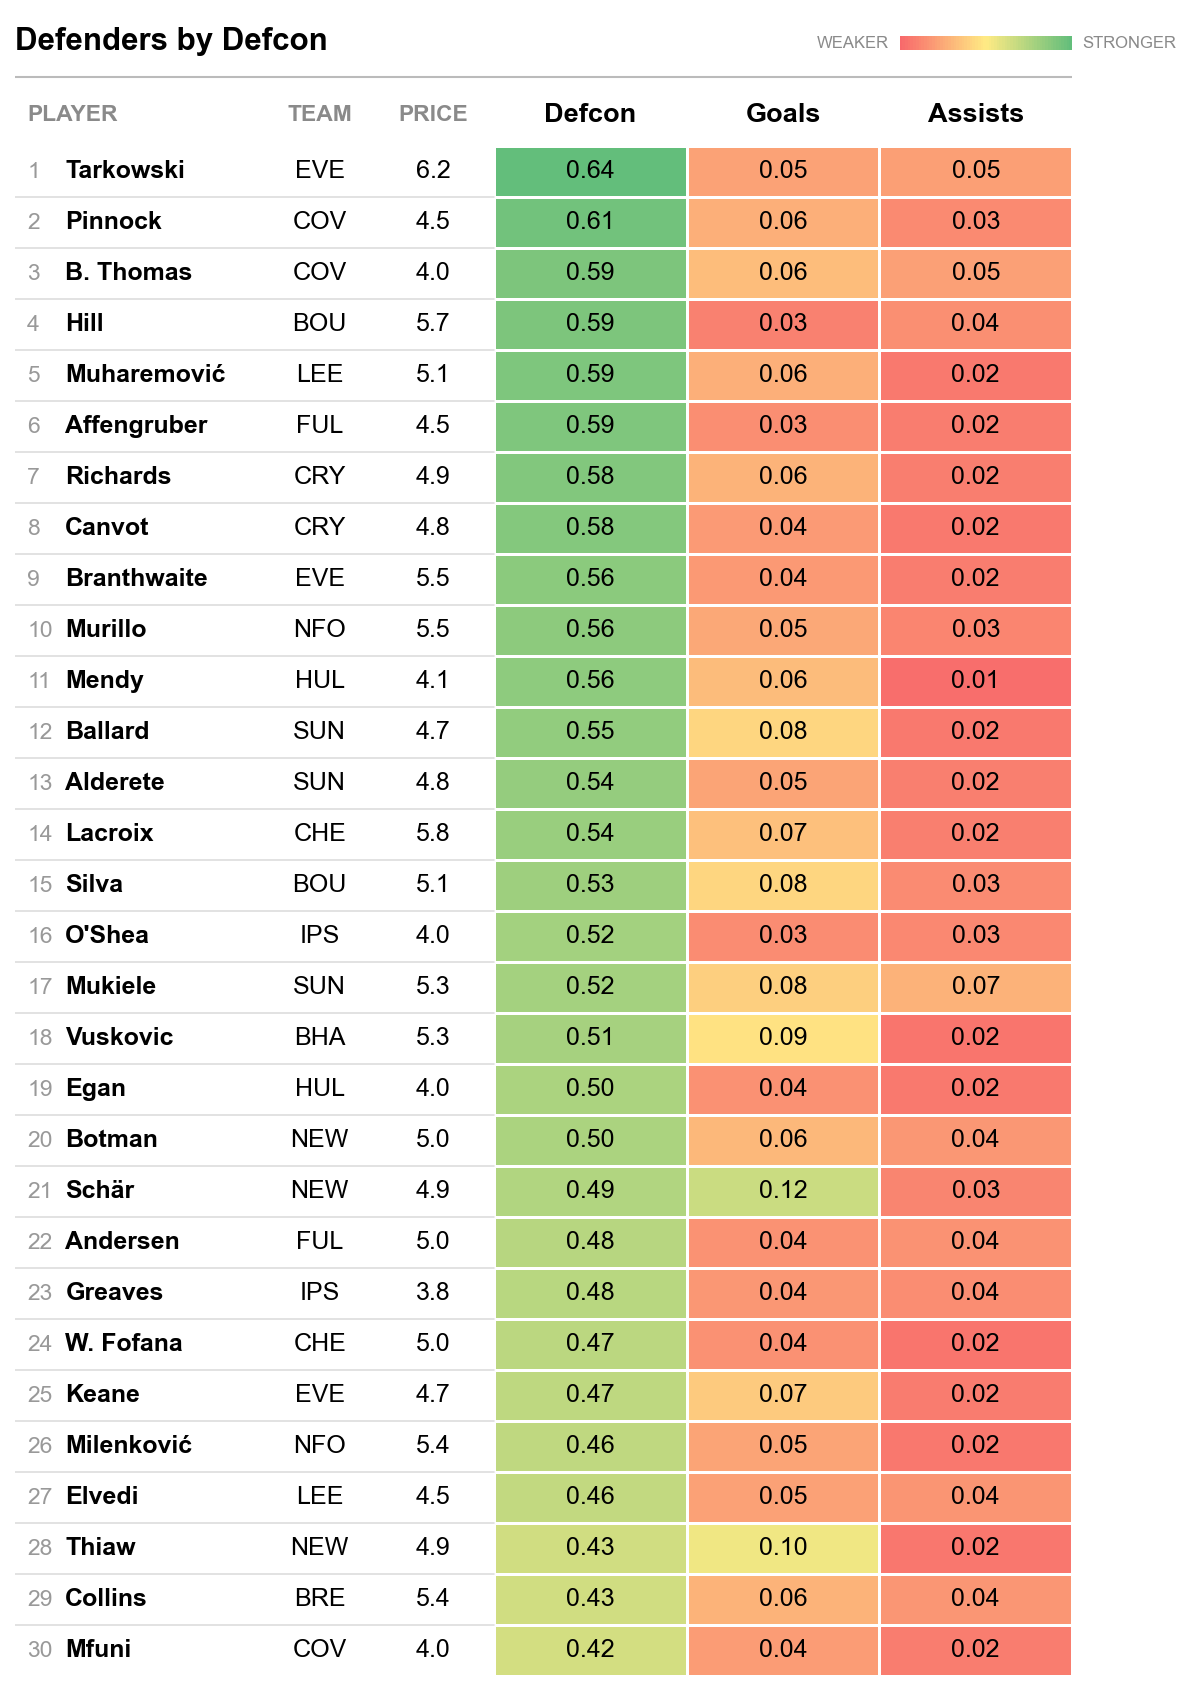 Defenders by Defcon
WEAKER STRONGER
PLAYER TEAM PRICE Defcon Goals Assists
1 Tarkowski EVE 6.2 0.64 0.05 0.05
2 Pinnock COV 4.5 0.61 0.06 0.03
3 B. Thomas COV 4.0 0.59 0.06 0.05
4 Hill BOU 5.7 0.59 0.03 0.04
5 Muharemović LEE 5.1 0.59 0.06 0.02
6 Affengruber FUL 4.5 0.59 0.03 0.02
7 Richards CRY 4.9 0.58 0.06 0.02
8 Canvot CRY 4.8 0.58 0.04 0.02
9 Branthwaite EVE 5.5 0.56 0.04 0.02
10 Murillo NFO 5.5 0.56 0.05 0.03
11 Mendy HUL 4.1 0.56 0.06 0.01
12 Ballard SUN 4.7 0.55 0.08 0.02
13 Alderete SUN 4.8 0.54 0.05 0.02
14 Lacroix CHE 5.8 0.54 0.07 0.02
15 Silva BOU 5.1 0.53 0.08 0.03
16 O'Shea IPS 4.0 0.52 0.03 0.03
17 Mukiele SUN 5.3 0.52 0.08 0.07
18 Vuskovic BHA 5.3 0.51 0.09 0.02
19 Egan HUL 4.0 0.50 0.04 0.02
20 Botman NEW 5.0 0.50 0.06 0.04
21 Schär NEW 4.9 0.49 0.12 0.03
22 Andersen FUL 5.0 0.48 0.04 0.04
23 Greaves IPS 3.8 0.48 0.04 0.04
24 W. Fofana CHE 5.0 0.47 0.04 0.02
25 Keane EVE 4.7 0.47 0.07 0.02
26 Milenković NFO 5.4 0.46 0.05 0.02
27 Elvedi LEE 4.5 0.46 0.05 0.04
28 Thiaw NEW 4.9 0.43 0.10 0.02
29 Collins BRE 5.4 0.43 0.06 0.04
30 Mfuni COV 4.0 0.42 0.04 0.02